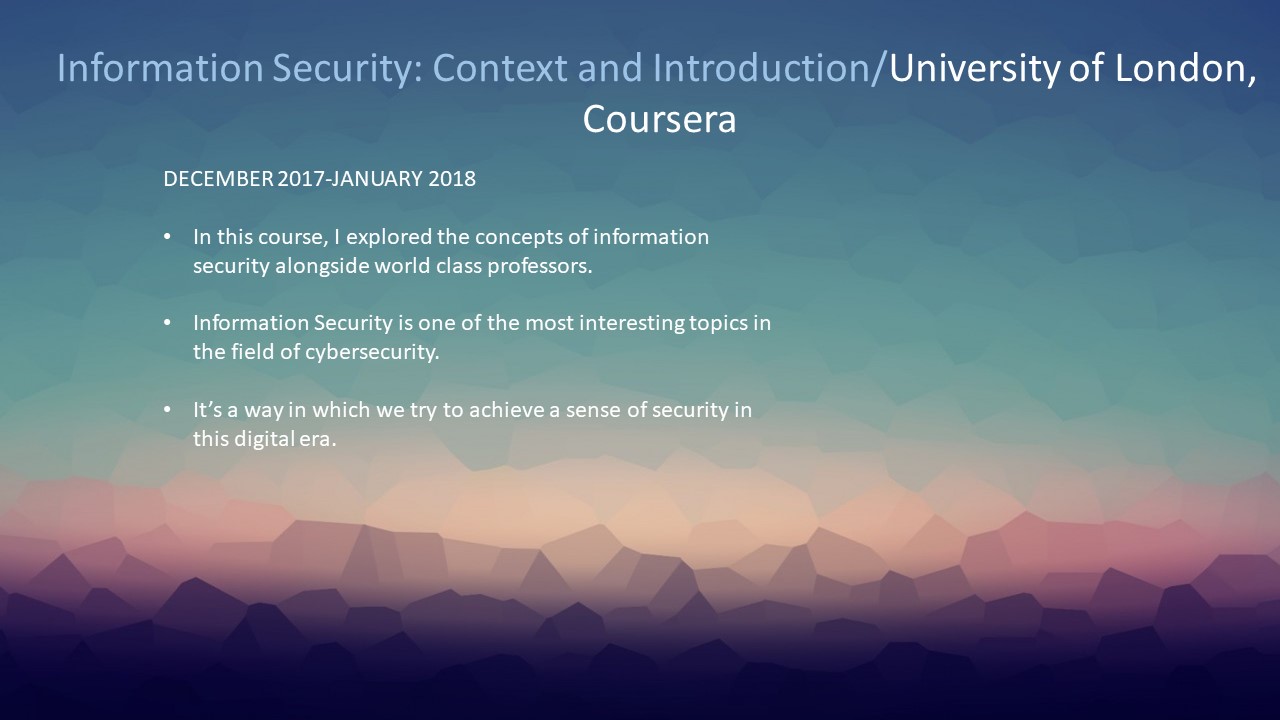 Information Security: Context and Introduction/University of London,
Coursera
DECEMBER 2017-JANUARY 2018
• In this course, I explored the concepts of information
security alongside world class professors.
• Information Security is one of the most interesting topics in
the field of cybersecurity.
• It’s a way in which we try to achieve a sense of security in
this digital era.